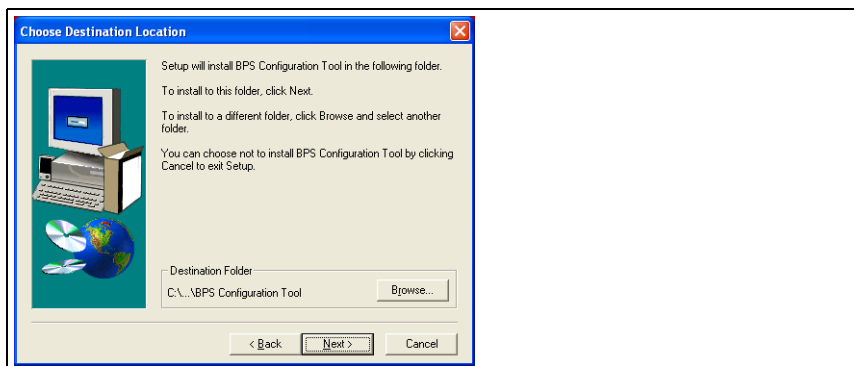 Choose Destination Location
Setup will install BPS Configuration Tool in the following folder.
To install to this folder, click Next.
To install to a different folder, click Browse and select another
folder.
You can choose not to install BPS Configuration Tool by clicking
Cancel to exit Setup.
Destination Folder
C:\...\BPS Configuration Tool
Browse...
< Back
Next >
Cancel